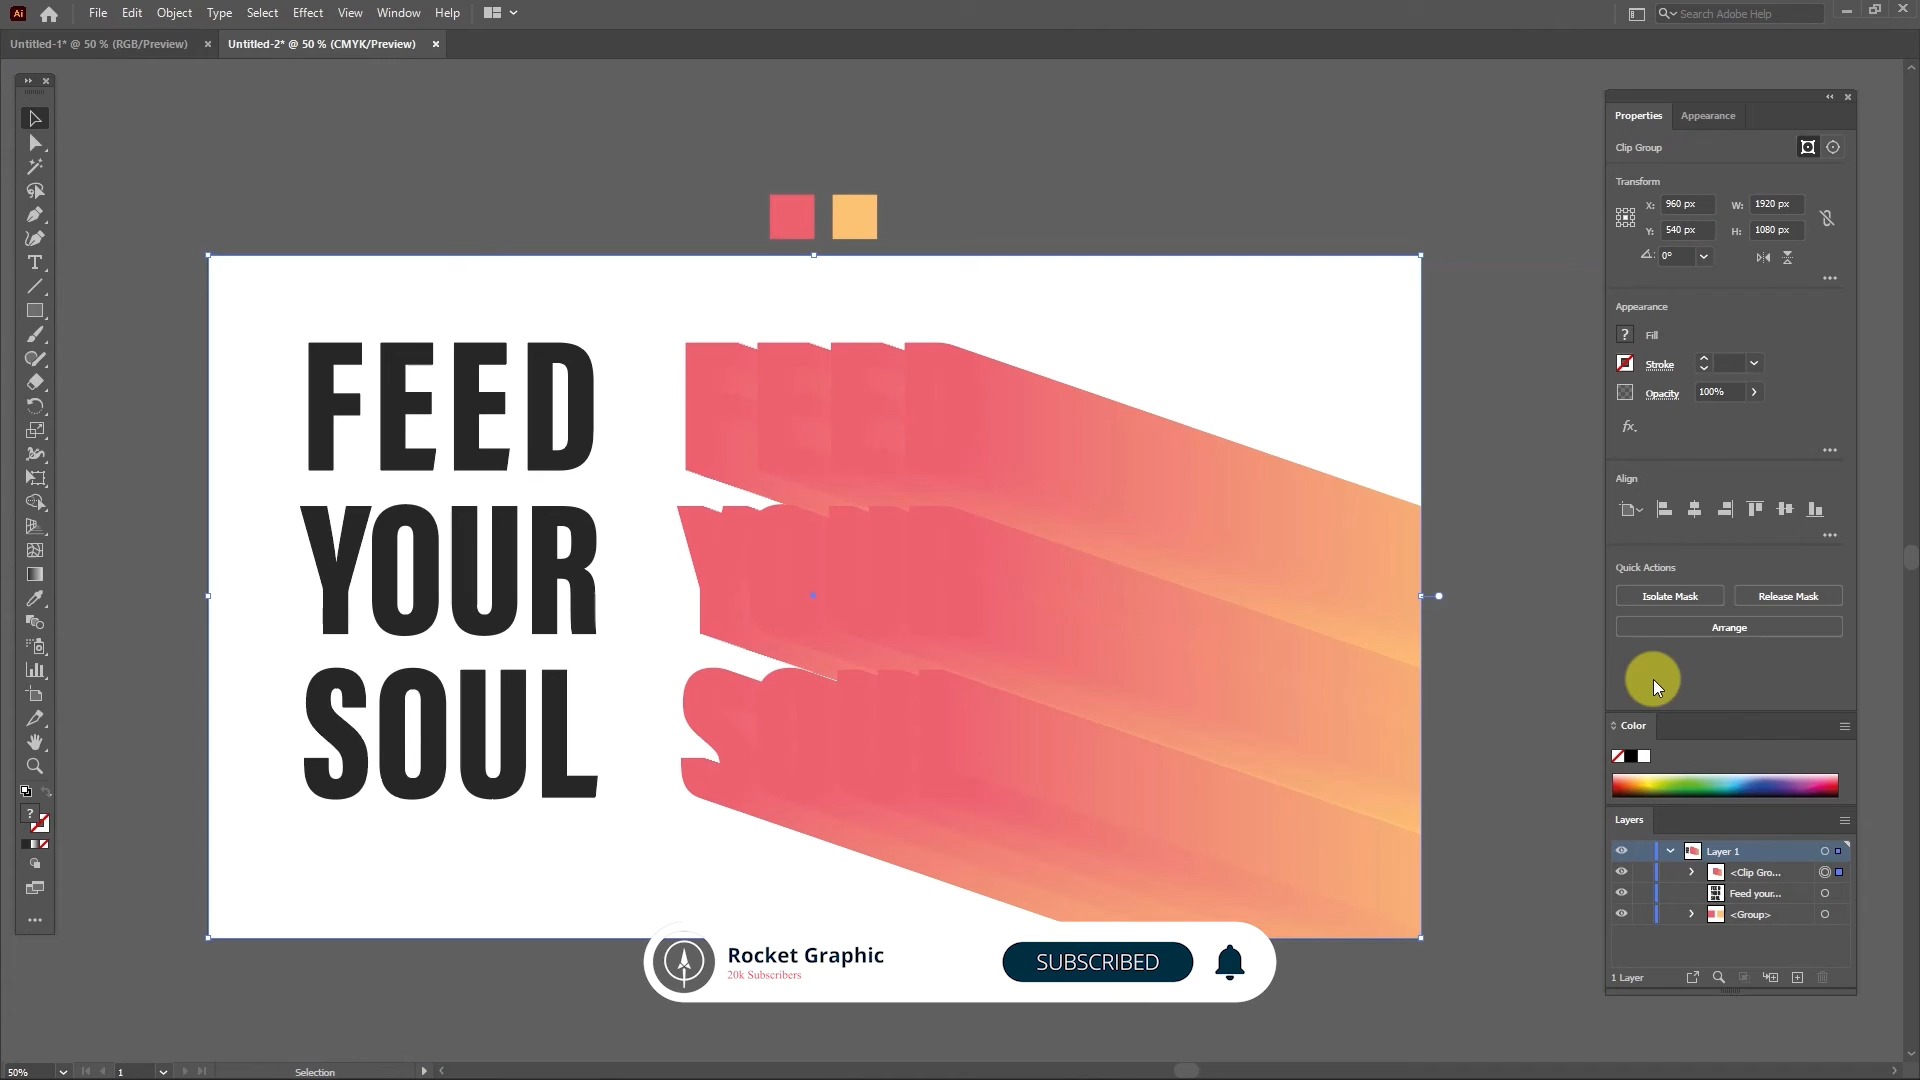 Ai File Edit Object Type Select Effect View Window Help Search Adobe Help
Untitled-1* @ 50 % (RGB/Preview) × Untitled-2* @ 50 % (CMYK/Preview) ×
Properties Appearance
Clip Group
Transform
X: 960 px W: 1920 px
Y: 540 px H: 1080 px
0°
Appearance
? Fill
Stroke
Opacity 100%
fx.
Align
Quick Actions
Isolate Mask Release Mask
Arrange
Color
Layers
Layer 1
<Clip Gro...
Feed your...
<Group>
1 Layer
FEED
YOUR
SOUL
Rocket Graphic
20k Subscribers
SUBSCRIBED
50% 1 Selection